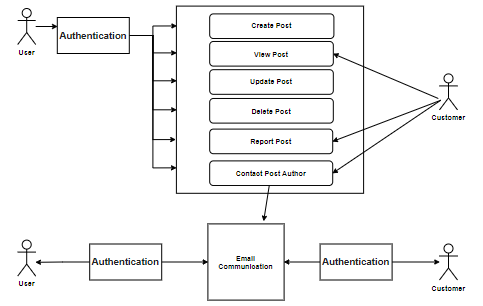 Create Post
User
Authentication
View Post
Update Post
Delete Post
Customer
Report Post
Contact Post Author
User
Authentication
Email
Communication
Authentication
Customer